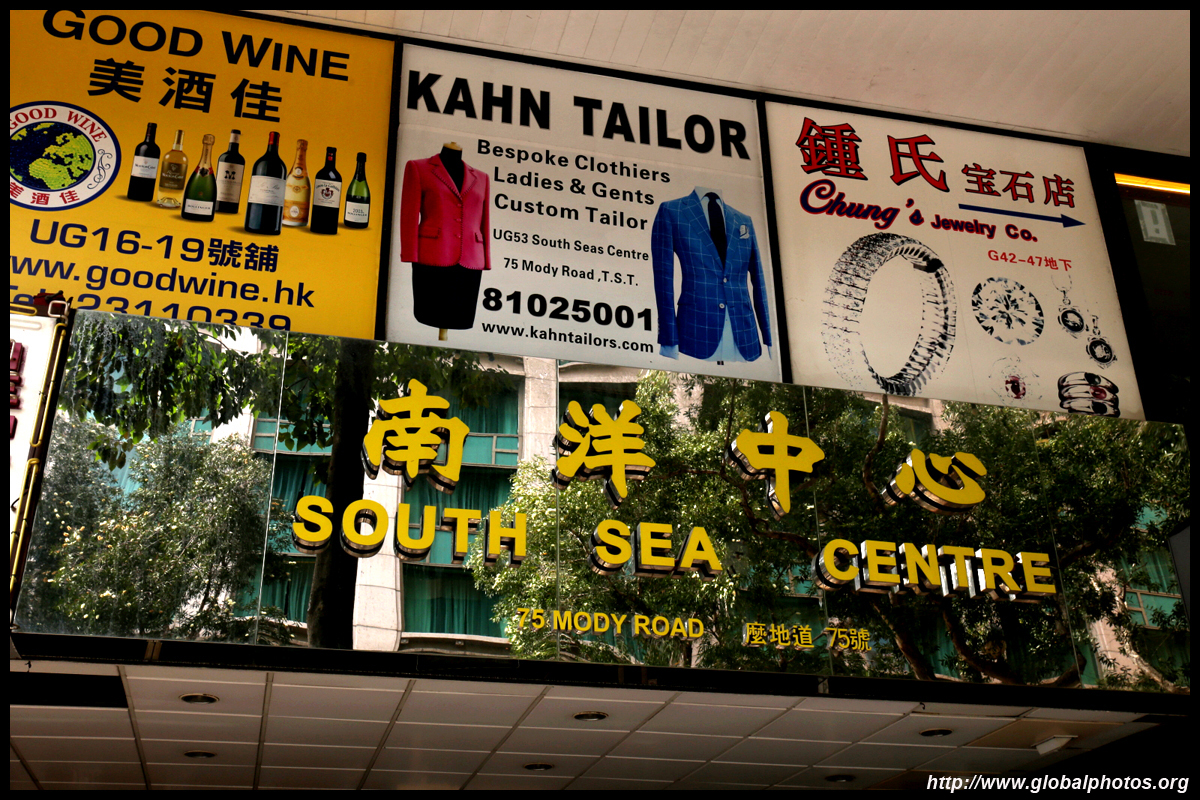 GOOD WINE
美酒佳
GOOD WINE
美酒佳
UG16-19號舖
www.goodwine.hk
23110339
KAHN TAILOR
Bespoke Clothiers
Ladies & Gents
Custom Tailor
UG53 South Seas Centre
75 Mody Road ,T.S.T.
81025001
www.kahntailors.com
鍾氏 宝石店
Chung's Jewelry Co.
G42-47地下
南洋中心
SOUTH SEA CENTRE
75 MODY ROAD 麼地道 75號
http://www.globalphotos.org